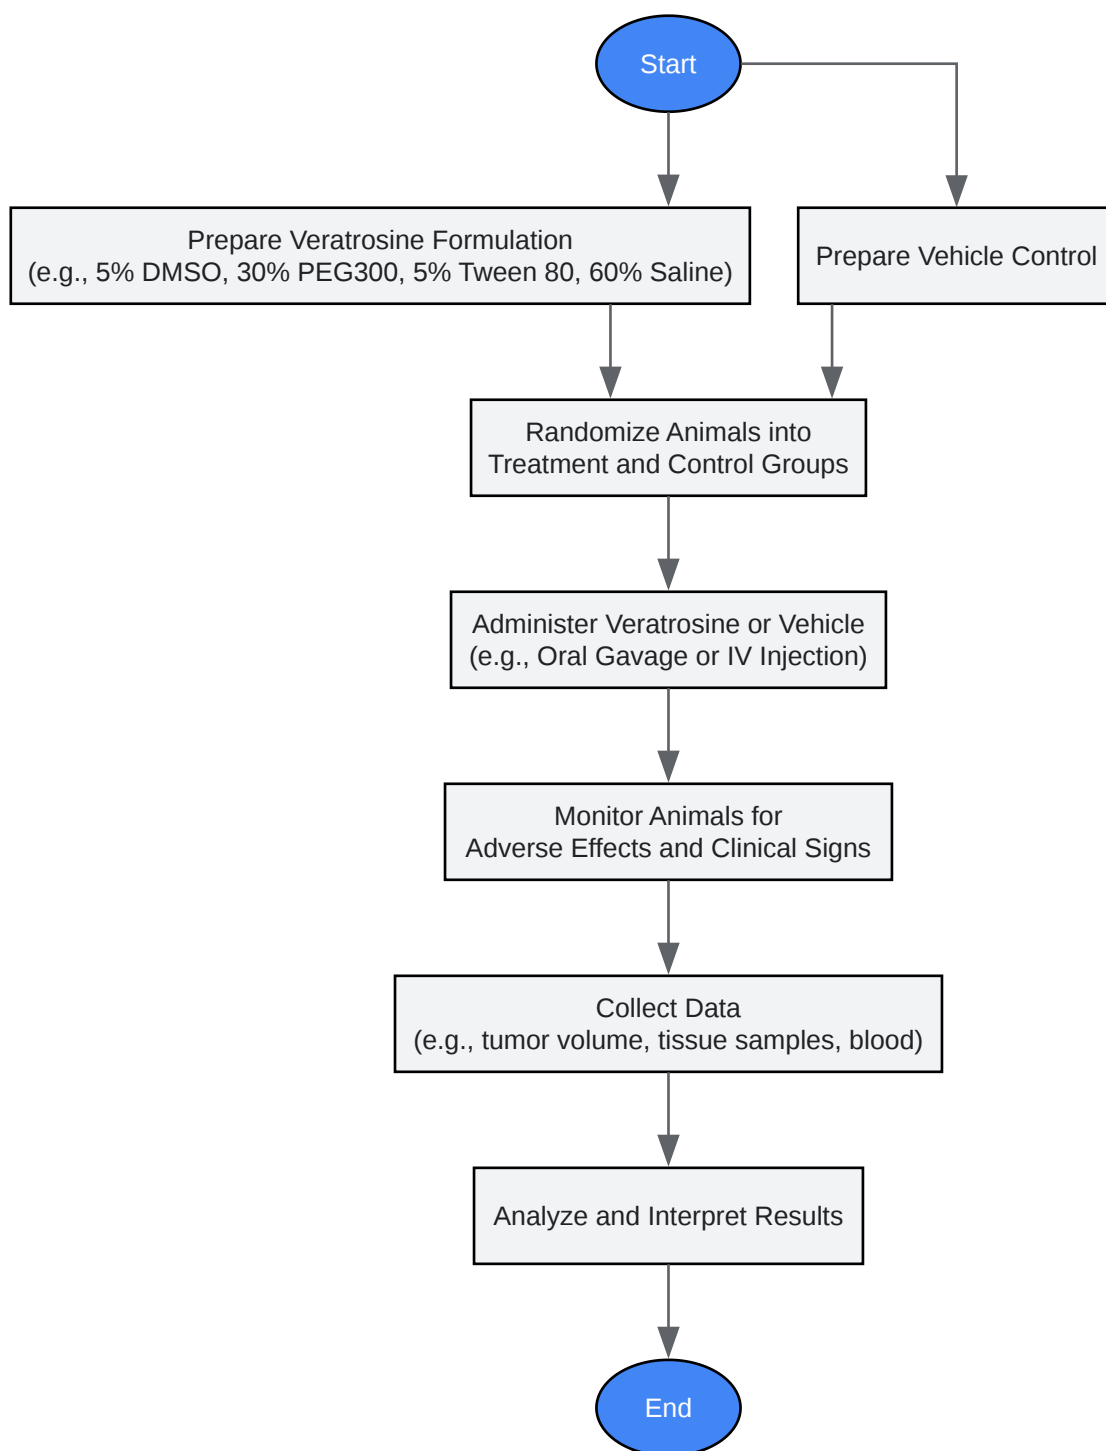 Start
Prepare Veratrosine Formulation
(e.g., 5% DMSO, 30% PEG300, 5% Tween 80, 60% Saline)
Prepare Vehicle Control
Randomize Animals into
Treatment and Control Groups
Administer Veratrosine or Vehicle
(e.g., Oral Gavage or IV Injection)
Monitor Animals for
Adverse Effects and Clinical Signs
Collect Data
(e.g., tumor volume, tissue samples, blood)
Analyze and Interpret Results
End